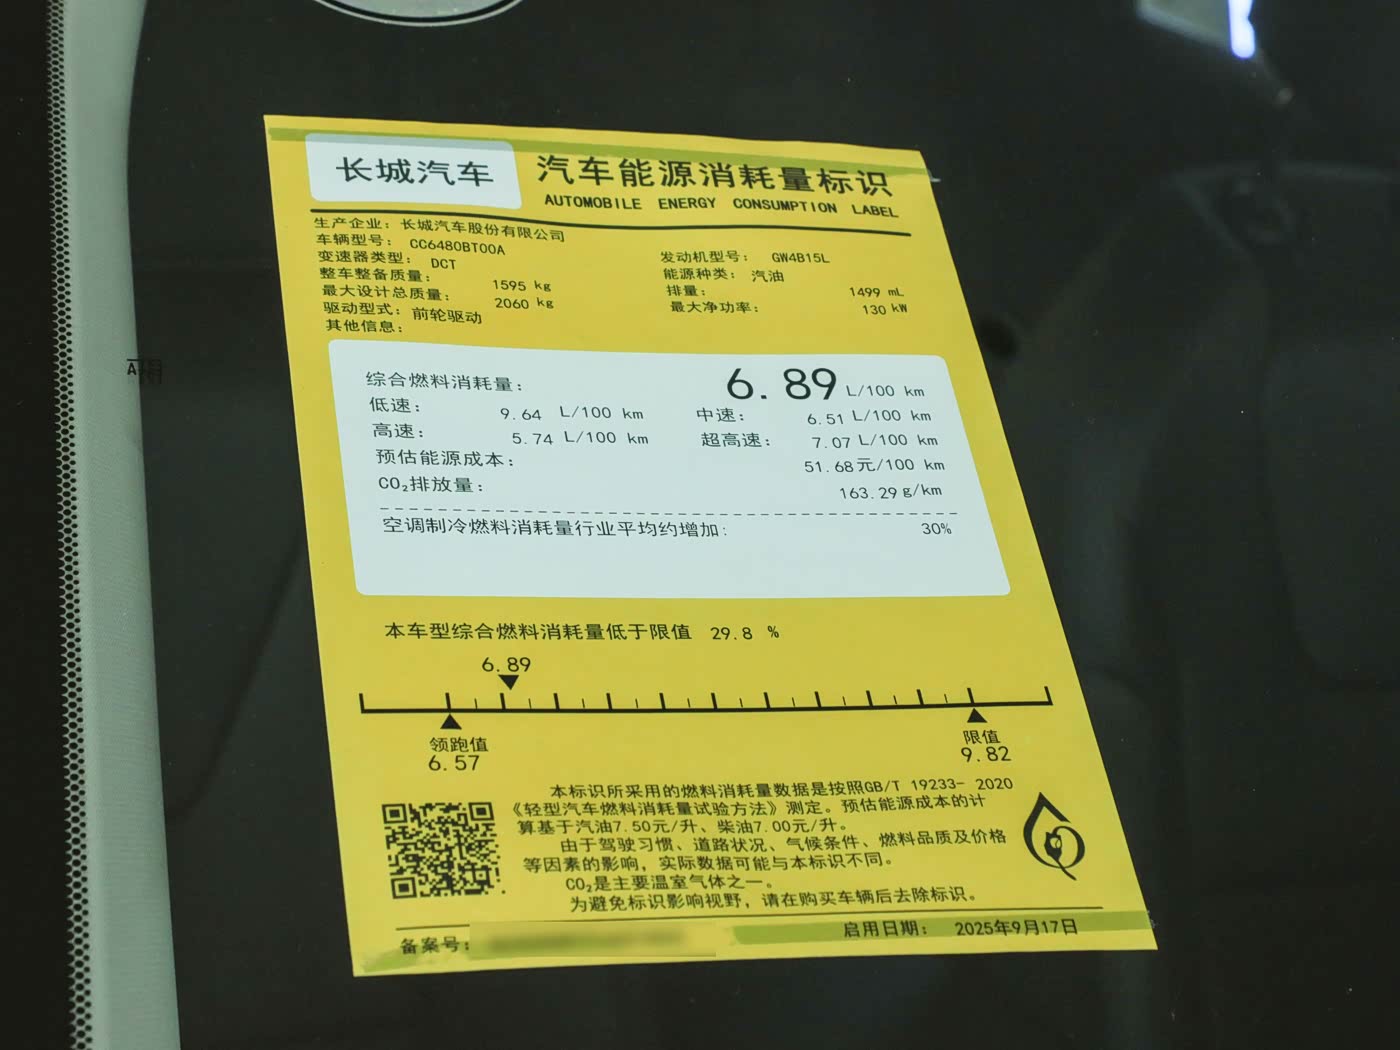 长城汽车 汽车能源消耗量标识
AUTOMOBILE ENERGY CONSUMPTION LABEL
生产企业：长城汽车股份有限公司
车辆型号： CC6480BT00A 发动机型号： GW4B15L
变速器类型： DCT 能源种类： 汽油
整车整备质量： 1595 kg 排量： 1499 mL
最大设计总质量： 2060 kg 最大净功率： 130 kW
驱动型式：前轮驱动
其他信息：
综合燃料消耗量： 6.89 L/100 km
低速： 9.64 L/100 km 中速： 6.51 L/100 km
高速： 5.74 L/100 km 超高速： 7.07 L/100 km
预估能源成本： 51.68元/100 km
CO₂排放量： 163.29 g/km
空调制冷燃料消耗量行业平均约增加： 30%
本车型综合燃料消耗量低于限值 29.8 %
6.89
领跑值 限值
6.57 9.82
本标识所采用的燃料消耗量数据是按照GB/T 19233- 2020
《轻型汽车燃料消耗量试验方法》测定。预估能源成本的计
算基于汽油7.50元/升、柴油7.00元/升。
由于驾驶习惯、道路状况、气候条件、燃料品质及价格
等因素的影响，实际数据可能与本标识不同。
CO₂是主要温室气体之一。
为避免标识影响视野，请在购买车辆后去除标识。
备案号： 启用日期： 2025年9月17日